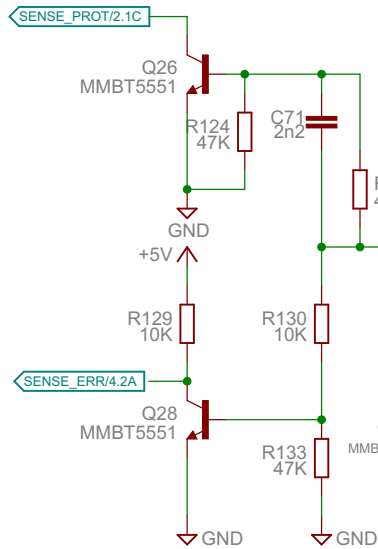 SENSE_PROT/2.1C
Q26
MMBT5551
R124
47K
C71
2n2
GND
+5V
R129
10K
R130
10K
SENSE_ERR/4.2A
Q28
MMBT5551
R133
47K
GND
GND